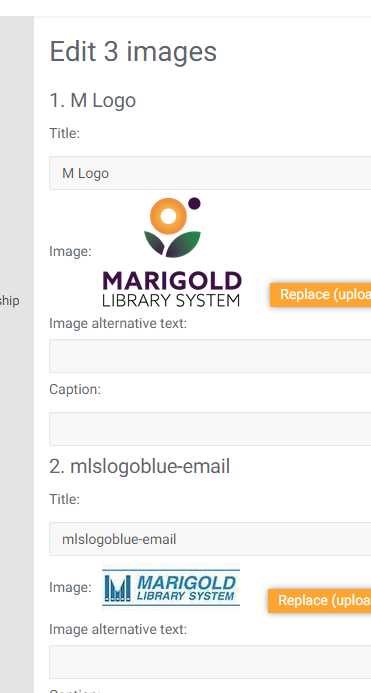 Edit 3 images
1. M Logo
Title:
M Logo
Image:
MARIGOLD
LIBRARY SYSTEM
Replace (uploa
ship
Image alternative text:
Caption:
2. mlslogoblue-email
Title:
mlslogoblue-email
Image:
MARIGOLD
LIBRARY SYSTEM
Replace (uploa
Image alternative text:
Caption: